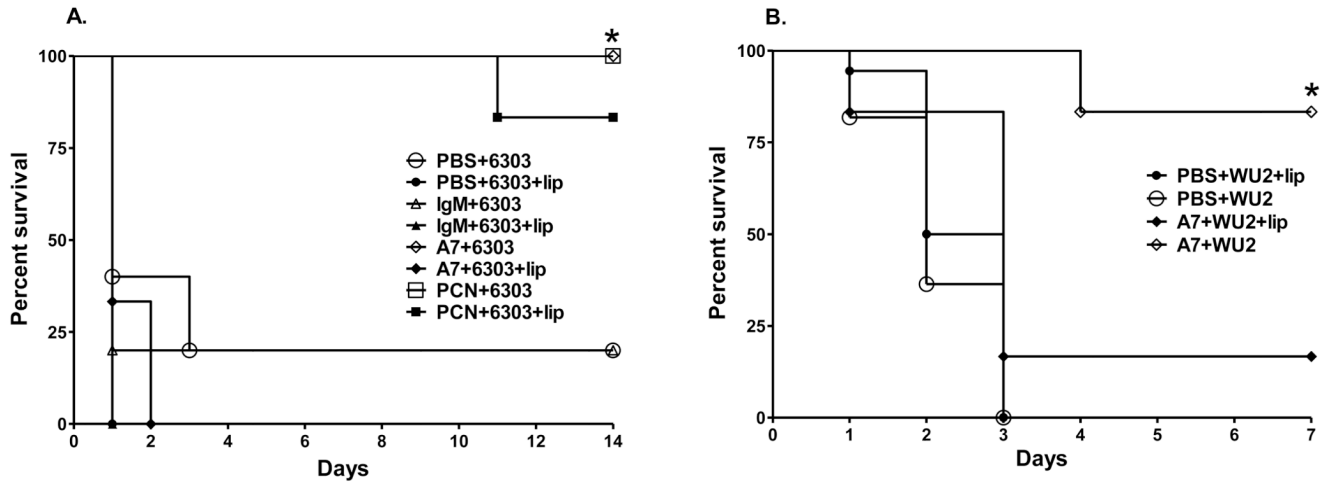 A.
*
100
75
50
25
0
Percent survival
PBS+6303
PBS+6303+lip
IgM+6303
IgM+6303+lip
A7+6303
A7+6303+lip
PCN+6303
PCN+6303+lip
0 2 4 6 8 10 12 14
Days
B.
*
100
75
50
25
0
Percent survival
PBS+WU2+lip
PBS+WU2
A7+WU2+lip
A7+WU2
0 1 2 3 4 5 6 7
Days